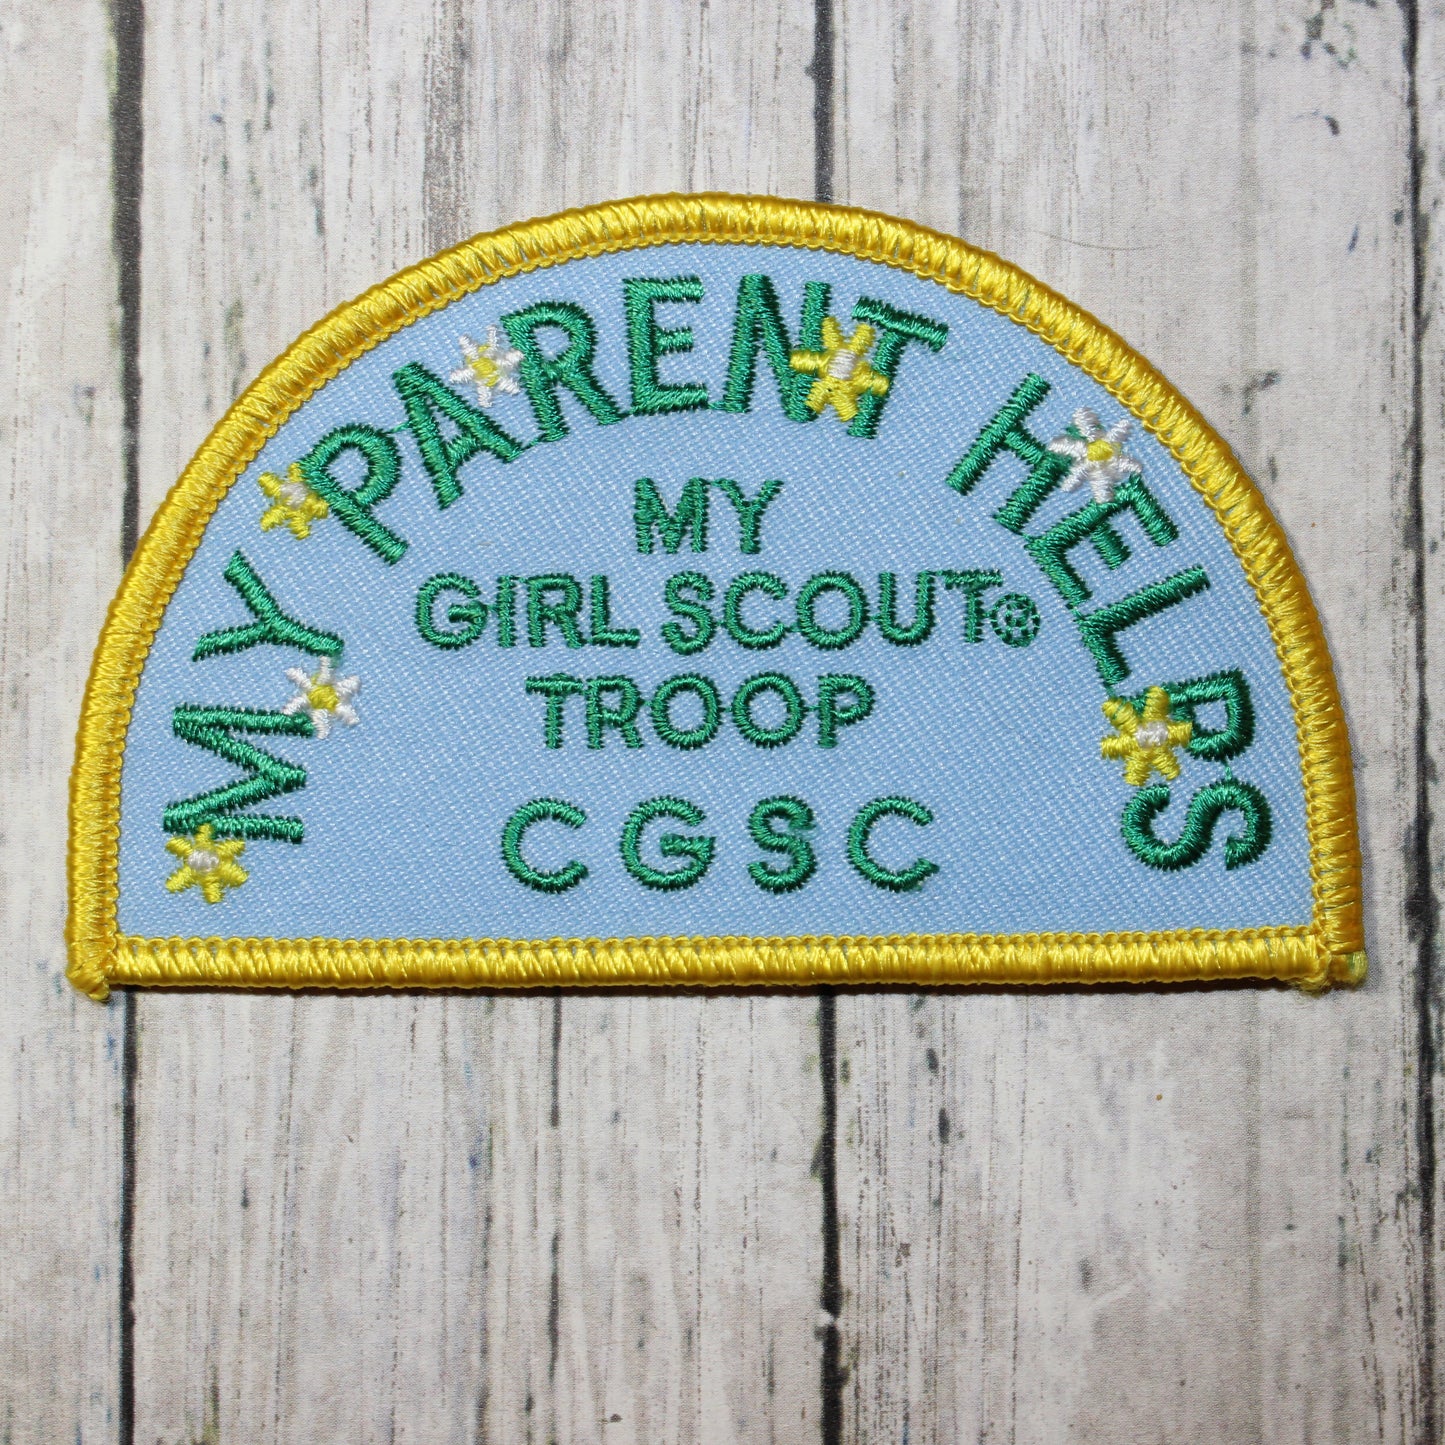 MY PARENT HELPS
MY
GIRL SCOUT®
TROOP
CGSC